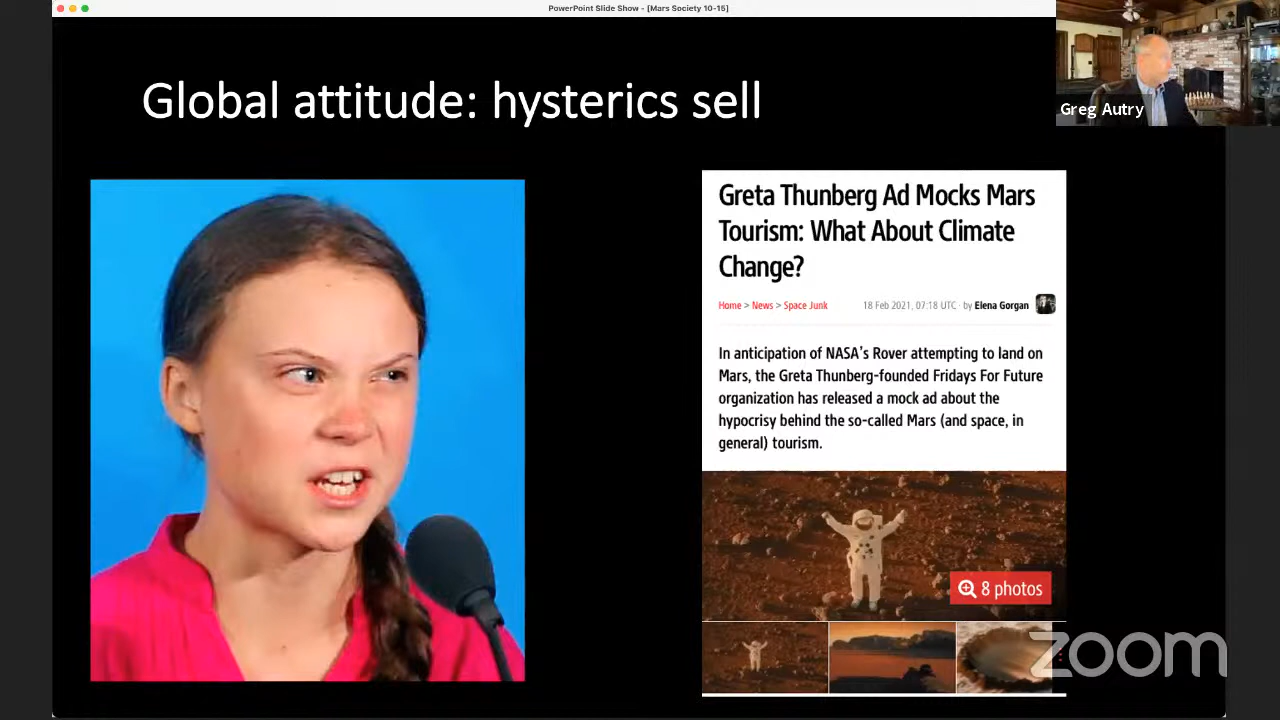 PowerPoint Slide Show - [Mars Society 10-15]
Greg Autry
Global attitude: hysterics sell
Greta Thunberg Ad Mocks Mars
Tourism: What About Climate
Change?
Home > News > Space Junk
18 Feb 2021, 07:18 UTC · by Elena Gorgan
In anticipation of NASA's Rover attempting to land on
Mars, the Greta Thunberg-founded Fridays For Future
organization has released a mock ad about the
hypocrisy behind the so-called Mars (and space, in
general) tourism.
8 photos
zoom